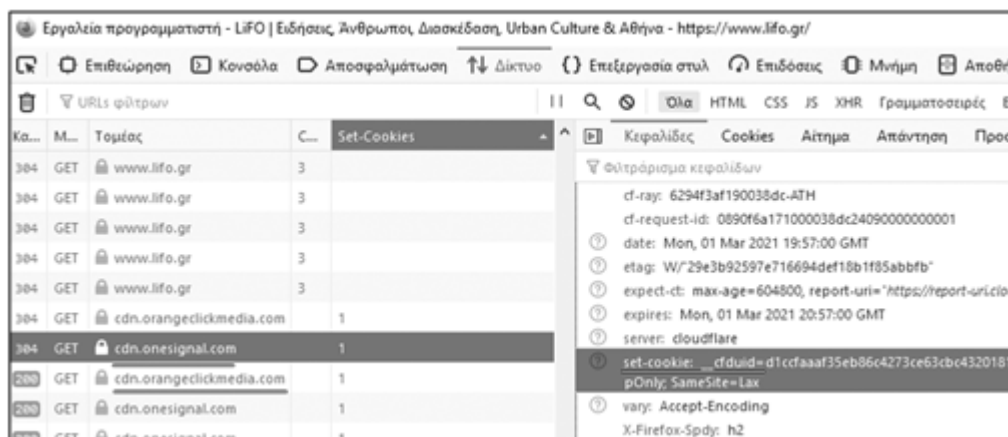 Εργαλεία προγραμματιστή - LiFO | Ειδήσεις, Άνθρωποι, Διασκέδαση, Urban Culture & Αθήνα - https://www.lifo.gr/
Επιθεώρηση Κονσόλα Αποσφαλμάτωση Δίκτυο {} Επεξεργασία στυλ Επιδόσεις Μνήμη
URLs φίλτρων
Όλα HTML CSS JS XHR Γραμματοσειρές
Κα... Μ... Τομέας C... Set-Cookies
Κεφαλίδες Cookies Αίτημα Απάντηση
Φιλτράρισμα κεφαλίδων
304 GET www.lifo.gr 3
304 GET www.lifo.gr 3
304 GET www.lifo.gr 3
304 GET www.lifo.gr 3
304 GET www.lifo.gr 3
304 GET cdn.orangeclickmedia.com 1
304 GET cdn.onesignal.com 1
200 GET cdn.orangeclickmedia.com 1
200 GET cdn.onesignal.com 1
cf-ray: 6294f3af190038dc-ATH
cf-request-id: 0890f6a171000038dc24090000000001
date: Mon, 01 Mar 2021 19:57:00 GMT
etag: W/"29e3b92597e716694def18b1f85abbfb"
expect-ct: max-age=604800, report-uri="https://report-uri.clo
expires: Mon, 01 Mar 2021 20:57:00 GMT
server: cloudflare
set-cookie: __cfduid=d1ccfaaaf35eb86c4273ce63cbc4320181
pOnly; SameSite=Lax
vary: Accept-Encoding
X-Firefox-Spdy: h2